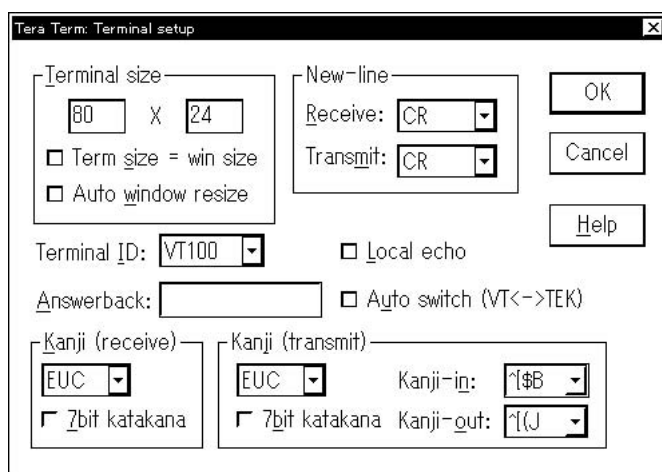 Tera Term: Terminal setup
Terminal size
80 X 24
Term size = win size
Auto window resize
New-line
Receive: CR
Transmit: CR
OK
Cancel
Help
Terminal ID: VT100
Local echo
Answerback:
Auto switch (VT<->TEK)
Kanji (receive)
EUC
7bit katakana
Kanji (transmit)
EUC
7bit katakana
Kanji-in: ^[$B
Kanji-out: ^[(J